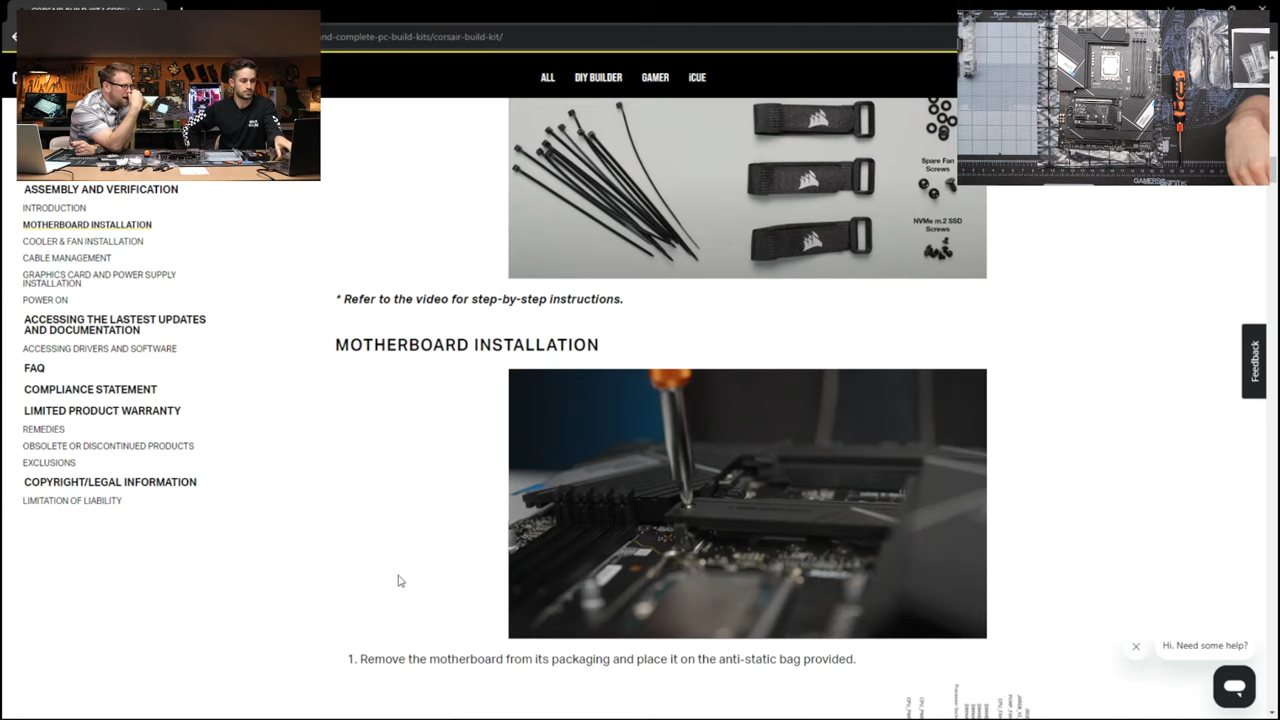 and-complete-pc-build-kits/corsair-build-kit/
ALL
DIY BUILDER
GAMER
iCUE
ASSEMBLY AND VERIFICATION
INTRODUCTION
MOTHERBOARD INSTALLATION
COOLER & FAN INSTALLATION
CABLE MANAGEMENT
GRAPHICS CARD AND POWER SUPPLY
INSTALLATION
POWER ON
ACCESSING THE LASTEST UPDATES
AND DOCUMENTATION
ACCESSING DRIVERS AND SOFTWARE
FAQ
COMPLIANCE STATEMENT
LIMITED PRODUCT WARRANTY
REMEDIES
OBSOLETE OR DISCONTINUED PRODUCTS
EXCLUSIONS
COPYRIGHT/LEGAL INFORMATION
LIMITATION OF LIABILITY
Spare Fan
Screws
NVMe m.2 SSD
Screws
* Refer to the video for step-by-step instructions.
MOTHERBOARD INSTALLATION
1. Remove the motherboard from its packaging and place it on the anti-static bag provided.
Feedback
Hi. Need some help?